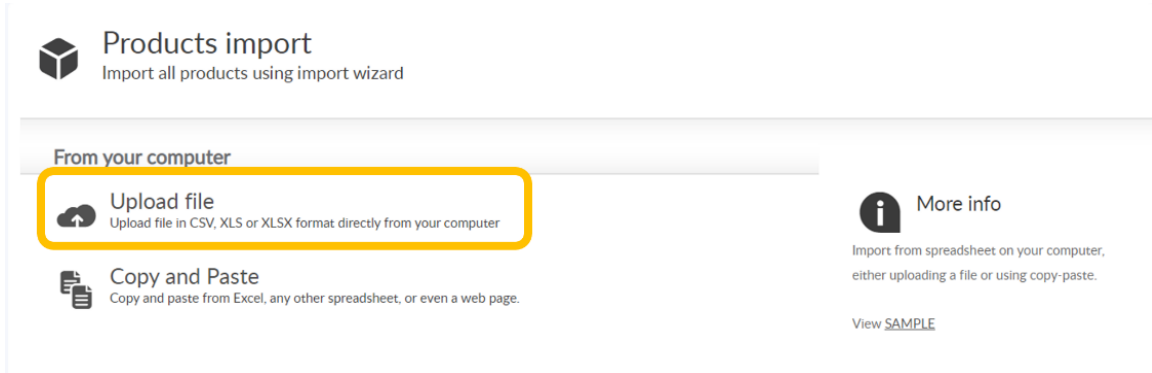 Products import
Import all products using import wizard
From your computer
Upload file
Upload file in CSV, XLS or XLSX format directly from your computer
Copy and Paste
Copy and paste from Excel, any other spreadsheet, or even a web page.
More info
Import from spreadsheet on your computer,
either uploading a file or using copy-paste.
View SAMPLE